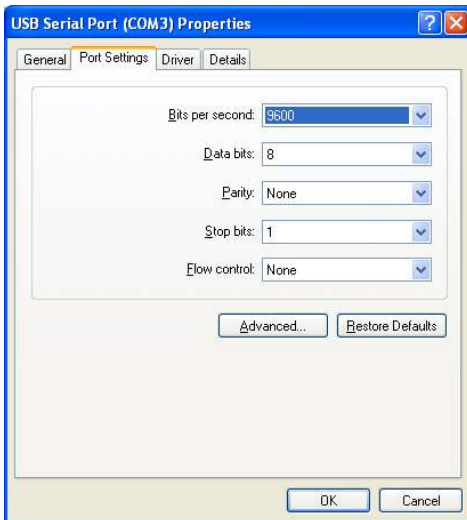 USB Serial Port (COM3) Properties
General Port Settings Driver Details
Bits per second: 9600
Data bits: 8
Parity: None
Stop bits: 1
Flow control: None
Advanced... Restore Defaults
OK Cancel